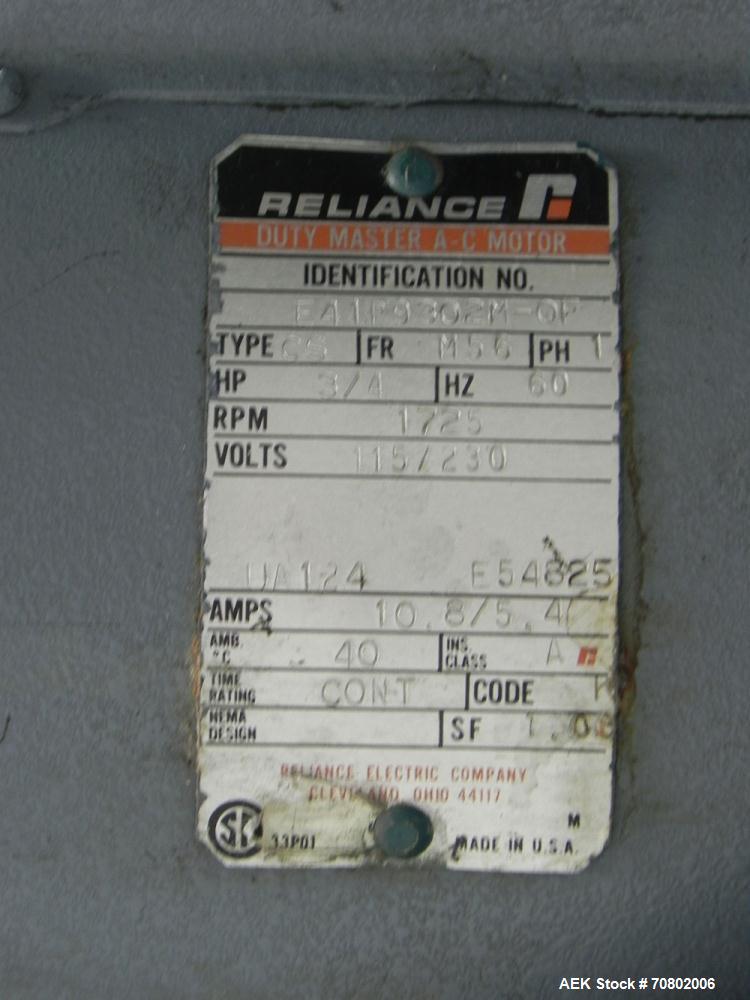 RELIANCE
DUTY MASTER A-C MOTOR
IDENTIFICATION NO.
TYPE CS FR M56 PH 1
HP 3/4 HZ 60
RPM 1725
VOLTS 115/230
UA124 E54825
AMPS 10.8/5.4
AMB. °C 40 INS. CLASS A
TIME RATING CONT CODE
NEMA DESIGN SF
RELIANCE ELECTRIC COMPANY
CLEVELAND, OHIO 44117
M
33P01 MADE IN U.S.A.
AEK Stock # 70802006